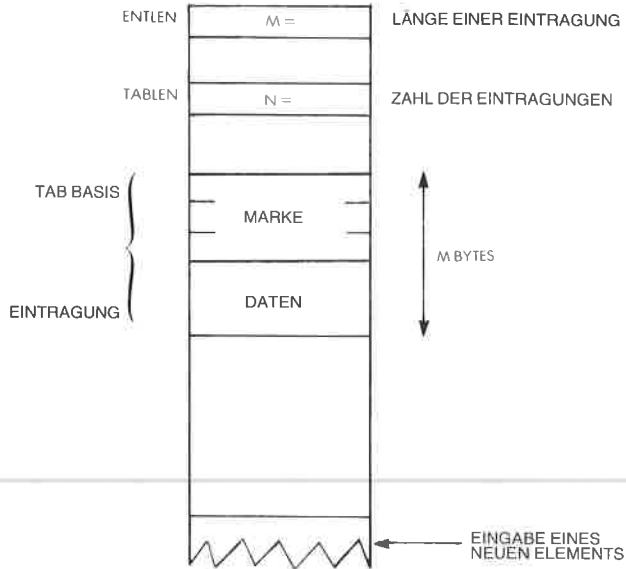 ENTLEN M = LÄNGE EINER EINTRAGUNG
TABLEN N = ZAHL DER EINTRAGUNGEN
TAB BASIS
MARKE
M BYTES
DATEN
EINTRAGUNG
EINGABE EINES
NEUEN ELEMENTS